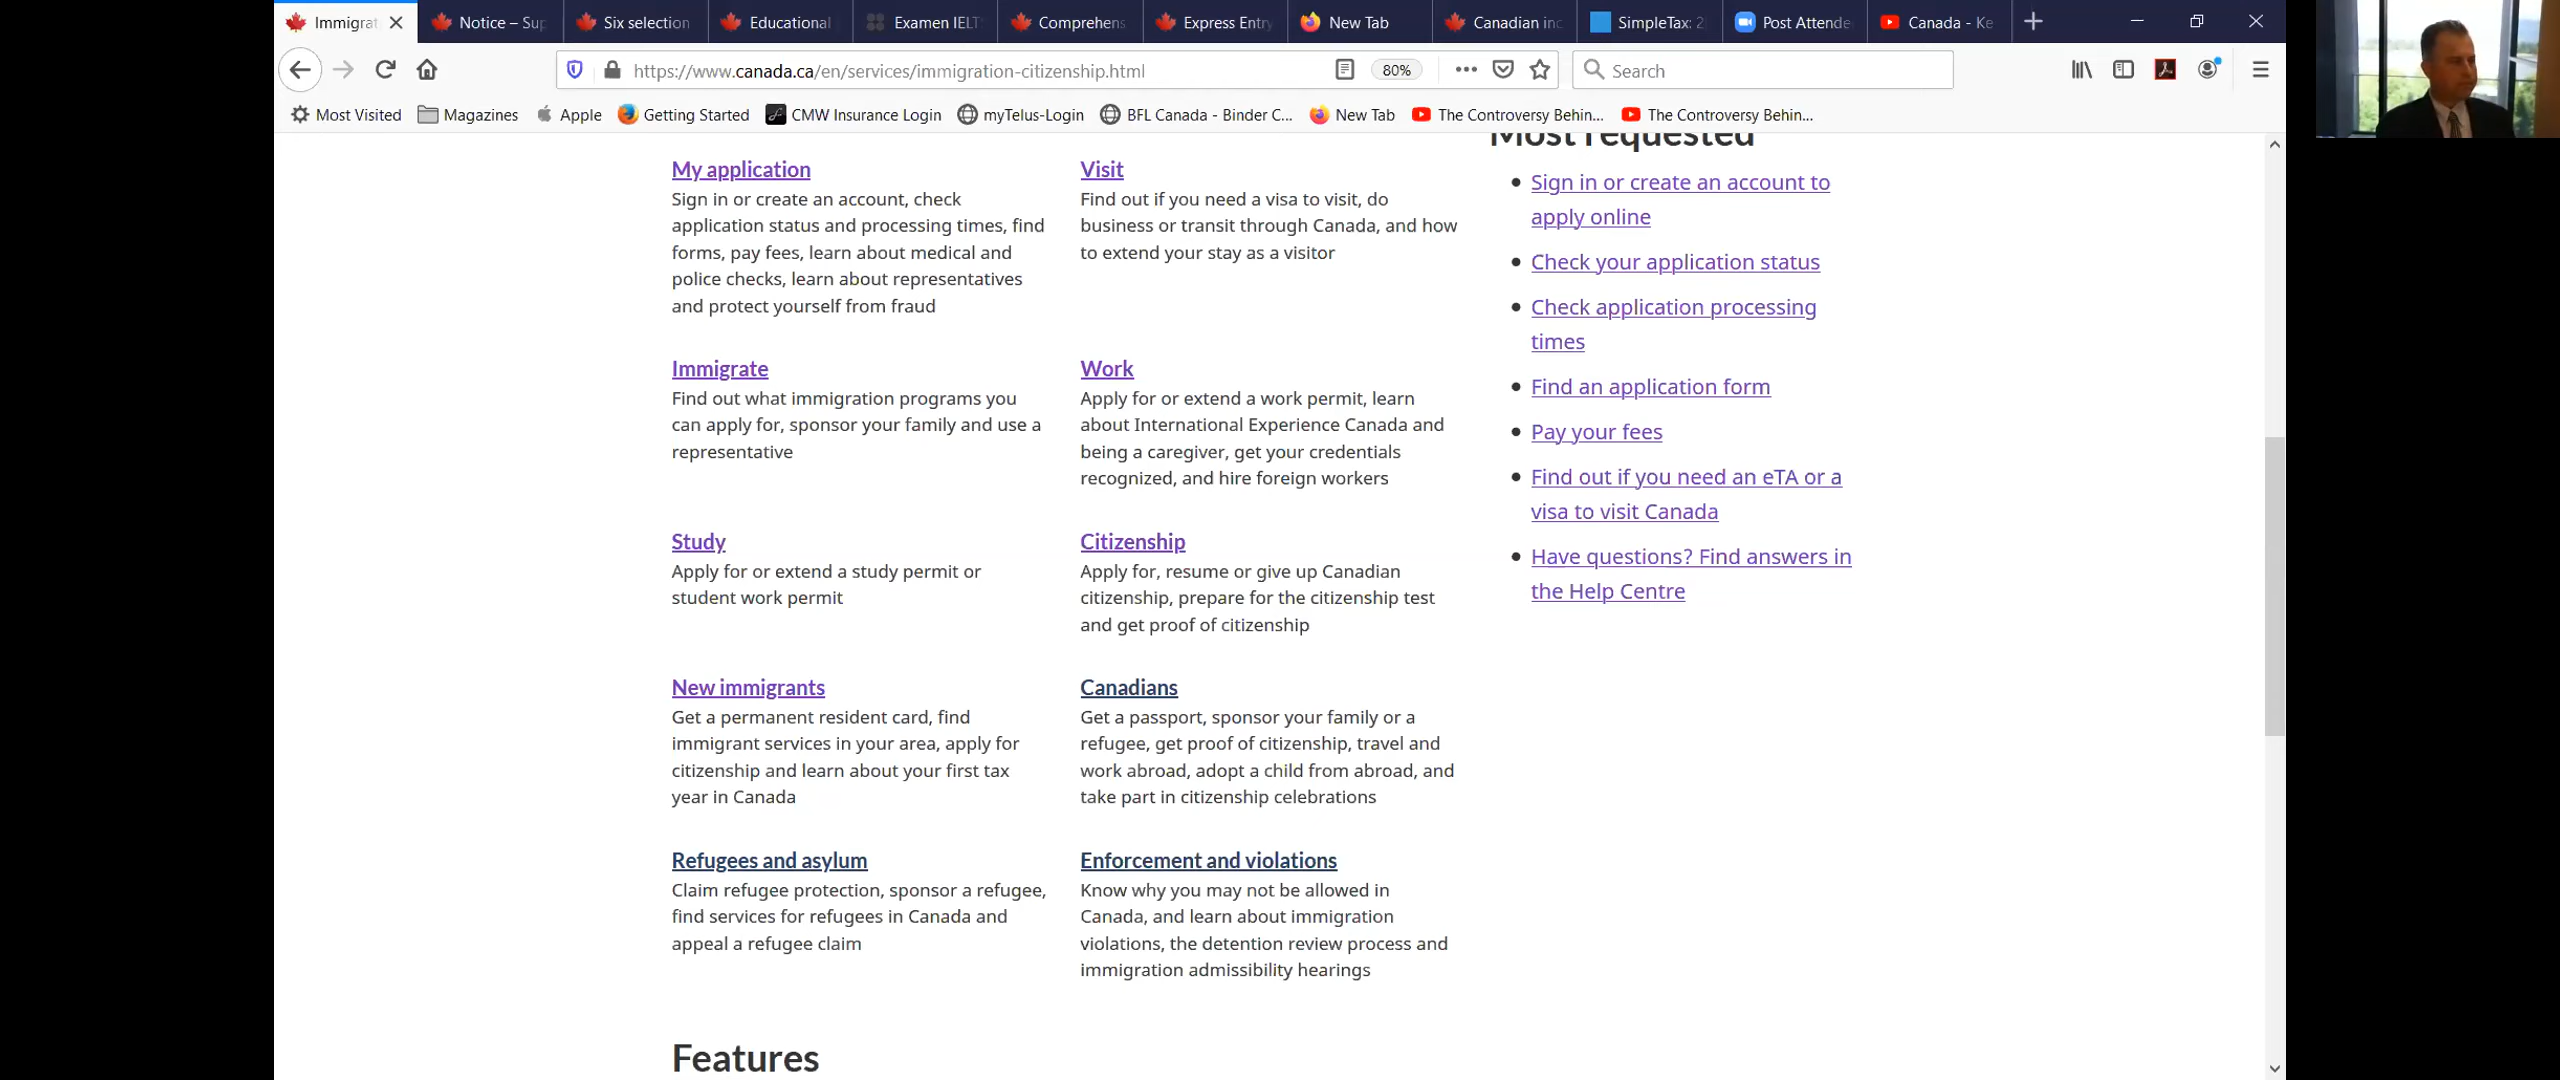 Immigrat
Notice – Sup
Six selection
Educational
Examen IELT
Comprehens
Express Entry
New Tab
Canadian inc
SimpleTax: 2
Post Attende
Canada - Ke
https://www.canada.ca/en/services/immigration-citizenship.html
80%
Search
Most Visited
Magazines
Apple
Getting Started
CMW Insurance Login
myTelus-Login
BFL Canada - Binder C...
New Tab
The Controversy Behin...
The Controversy Behin...
My application
Sign in or create an account, check
application status and processing times, find
forms, pay fees, learn about medical and
police checks, learn about representatives
and protect yourself from fraud
Visit
Find out if you need a visa to visit, do
business or transit through Canada, and how
to extend your stay as a visitor
Immigrate
Find out what immigration programs you
can apply for, sponsor your family and use a
representative
Work
Apply for or extend a work permit, learn
about International Experience Canada and
being a caregiver, get your credentials
recognized, and hire foreign workers
Study
Apply for or extend a study permit or
student work permit
Citizenship
Apply for, resume or give up Canadian
citizenship, prepare for the citizenship test
and get proof of citizenship
New immigrants
Get a permanent resident card, find
immigrant services in your area, apply for
citizenship and learn about your first tax
year in Canada
Canadians
Get a passport, sponsor your family or a
refugee, get proof of citizenship, travel and
work abroad, adopt a child from abroad, and
take part in citizenship celebrations
Refugees and asylum
Claim refugee protection, sponsor a refugee,
find services for refugees in Canada and
appeal a refugee claim
Enforcement and violations
Know why you may not be allowed in
Canada, and learn about immigration
violations, the detention review process and
immigration admissibility hearings
Most requested
Sign in or create an account to
apply online
Check your application status
Check application processing
times
Find an application form
Pay your fees
Find out if you need an eTA or a
visa to visit Canada
Have questions? Find answers in
the Help Centre
Features